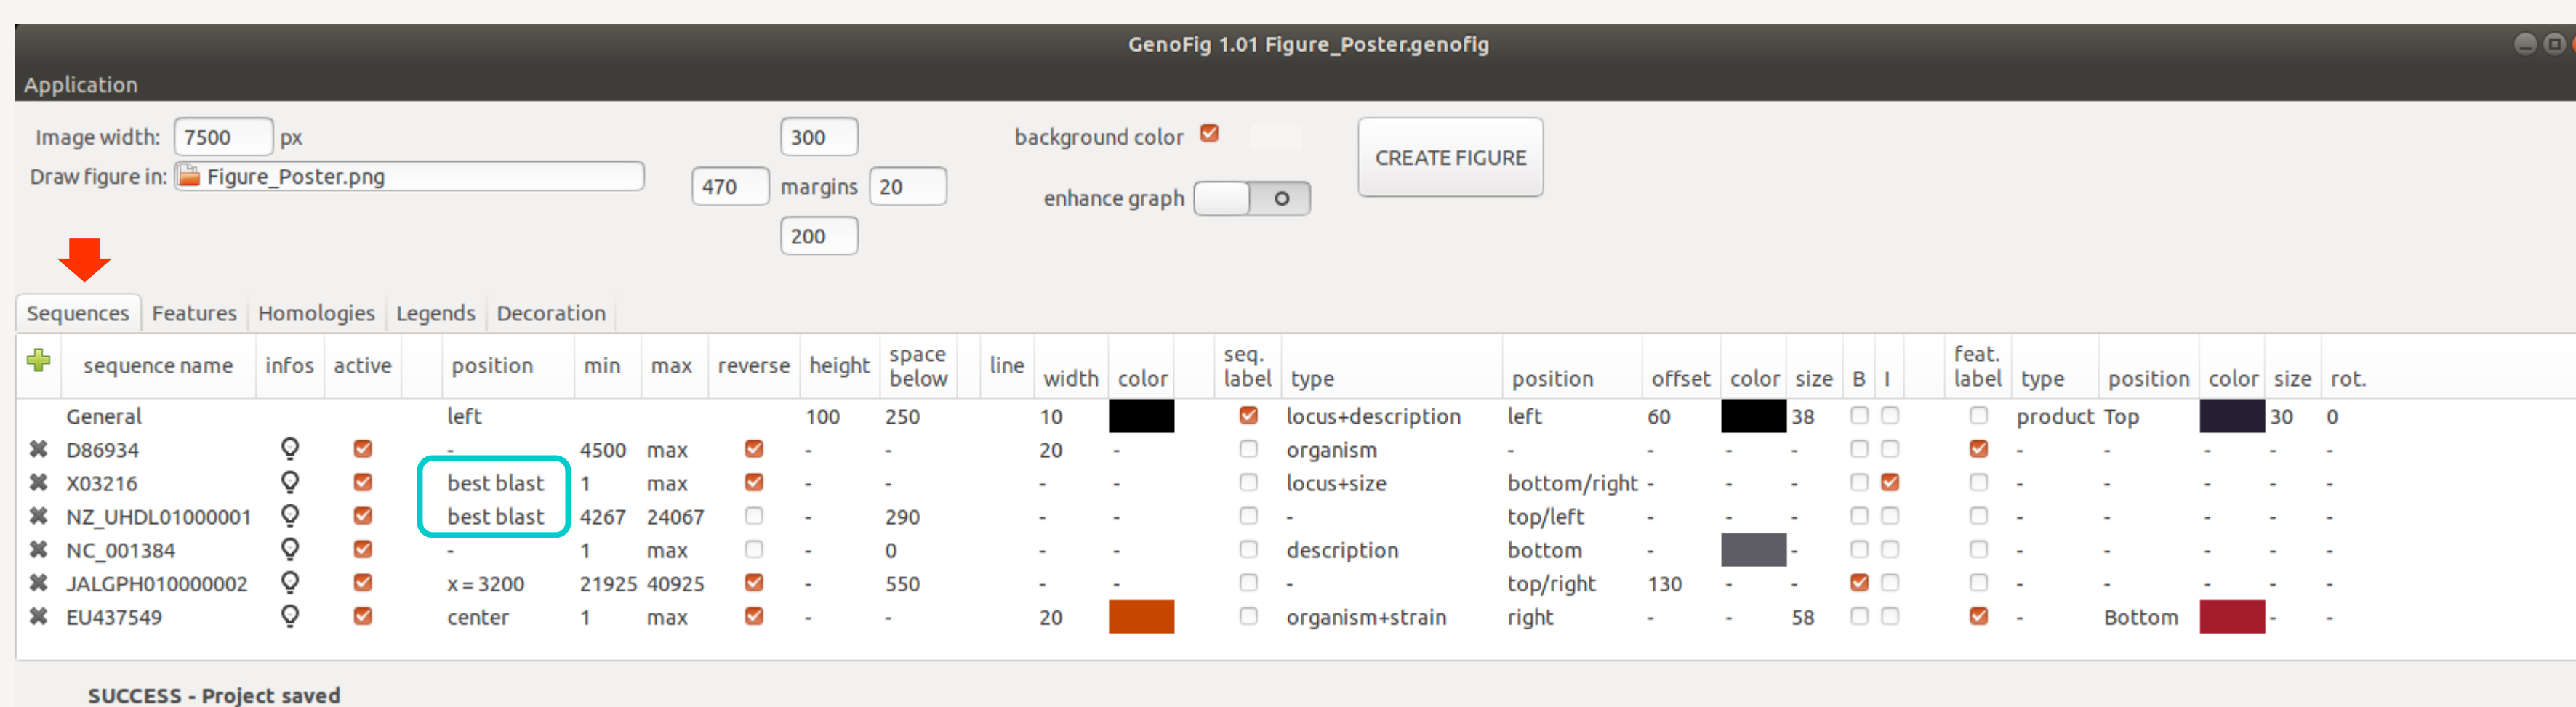 GenoFig 1.01 Figure_Poster.genofig
Application
Image width: 7500 px 300 background color CREATE FIGURE
Draw figure in: Figure_Poster.png 470 margins 20 enhance graph
200
Sequences Features Homologies Legends Decoration
sequence name infos active position min max reverse height space below line width color seq. label type position offset color size B I feat. label type position color size rot.
General left 100 250 10 locus+description left 60 38 product Top 30 0
D86934 - 4500 max - - 20 - organism - - - - - - - - -
X03216 best blast 1 max - - - - locus+size bottom/right - - - - - - - -
NZ_UHDL01000001 best blast 4267 24067 - 290 - - - top/left - - - - - - - -
NC_001384 - 1 max - 0 - - description bottom - - - - - - -
JALGPH010000002 x = 3200 21925 40925 - 550 - - - top/right 130 - - - - - - -
EU437549 center 1 max - - 20 organism+strain right - - 58 - Bottom - -
SUCCESS - Project saved